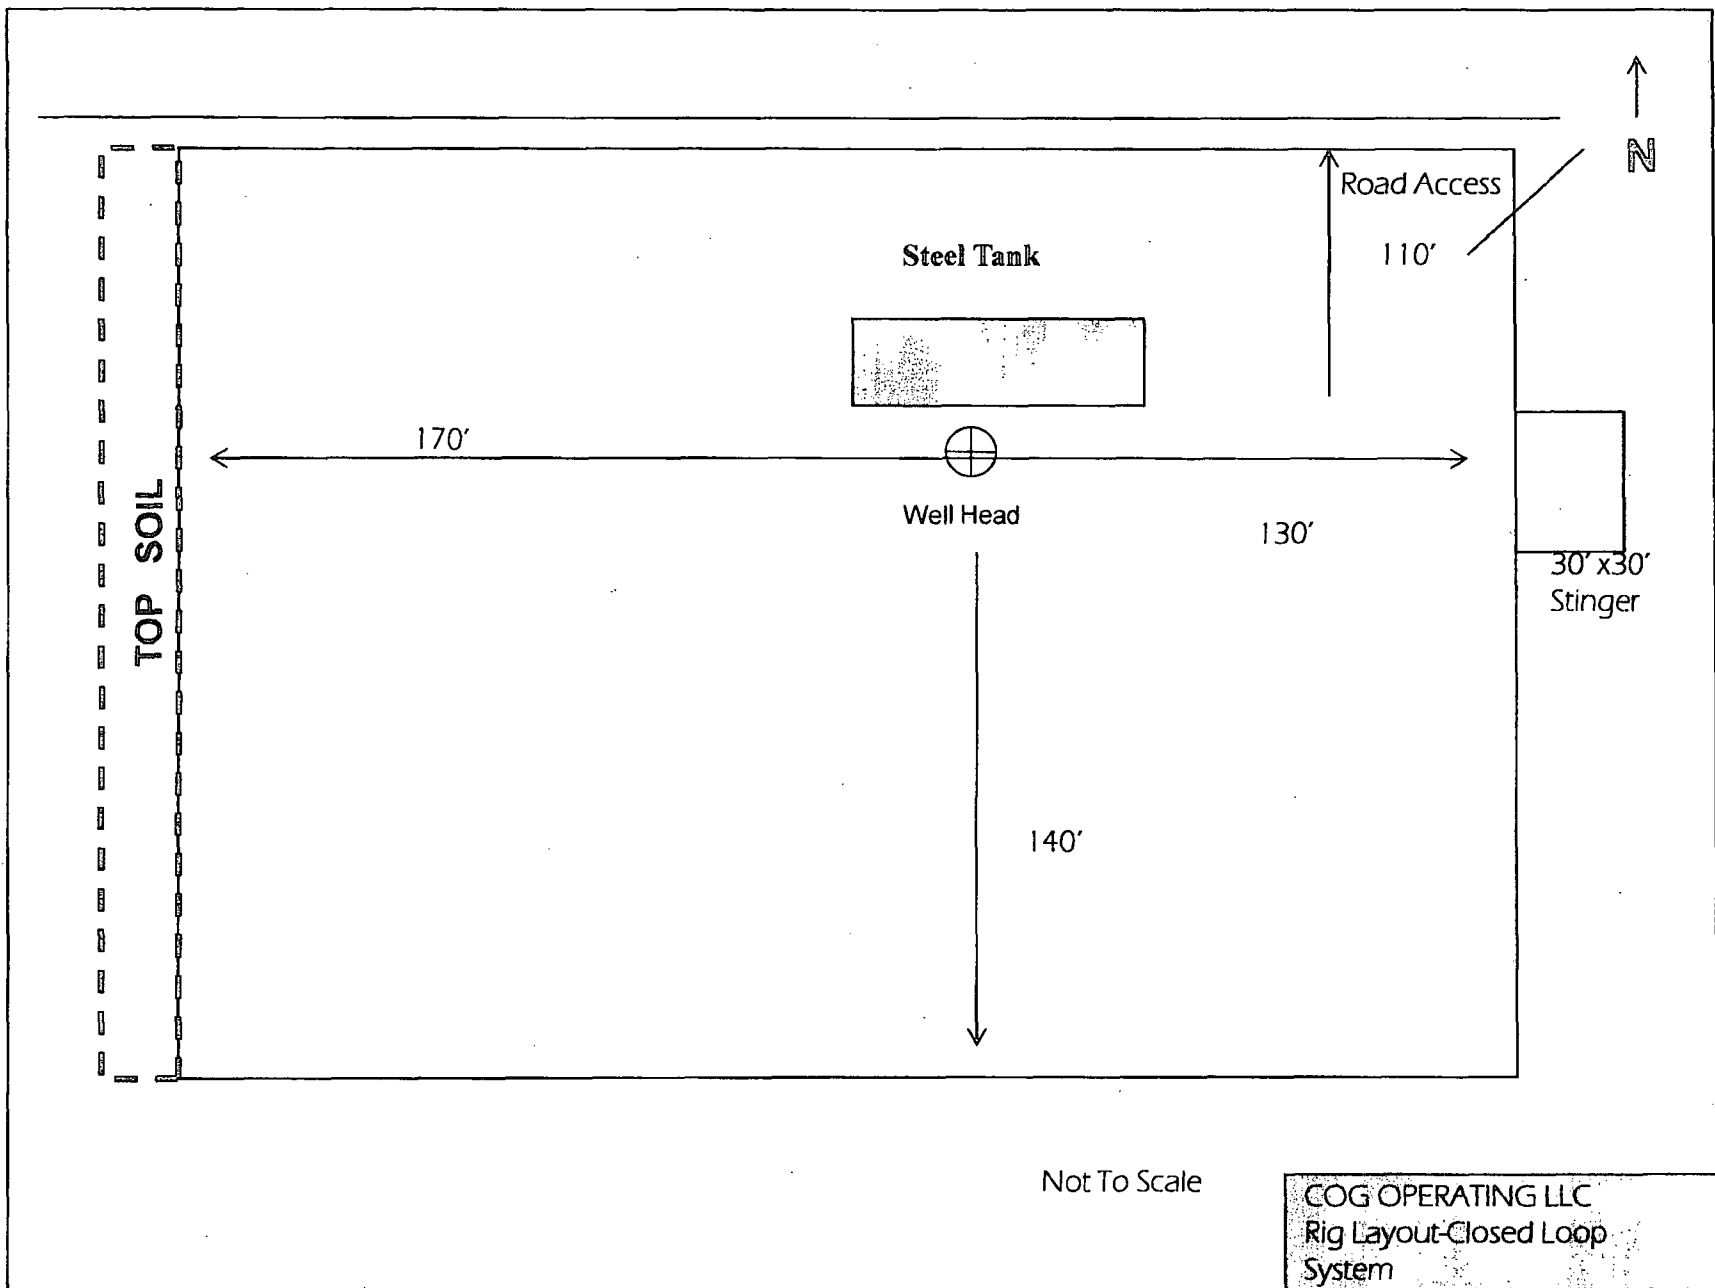 N
Road Access
110′
Steel Tank
170′
Well Head
130′
30′ x30′
Stinger
TOP SOIL
140′
Not To Scale
COG OPERATING LLC
Rig Layout-Closed Loop
System